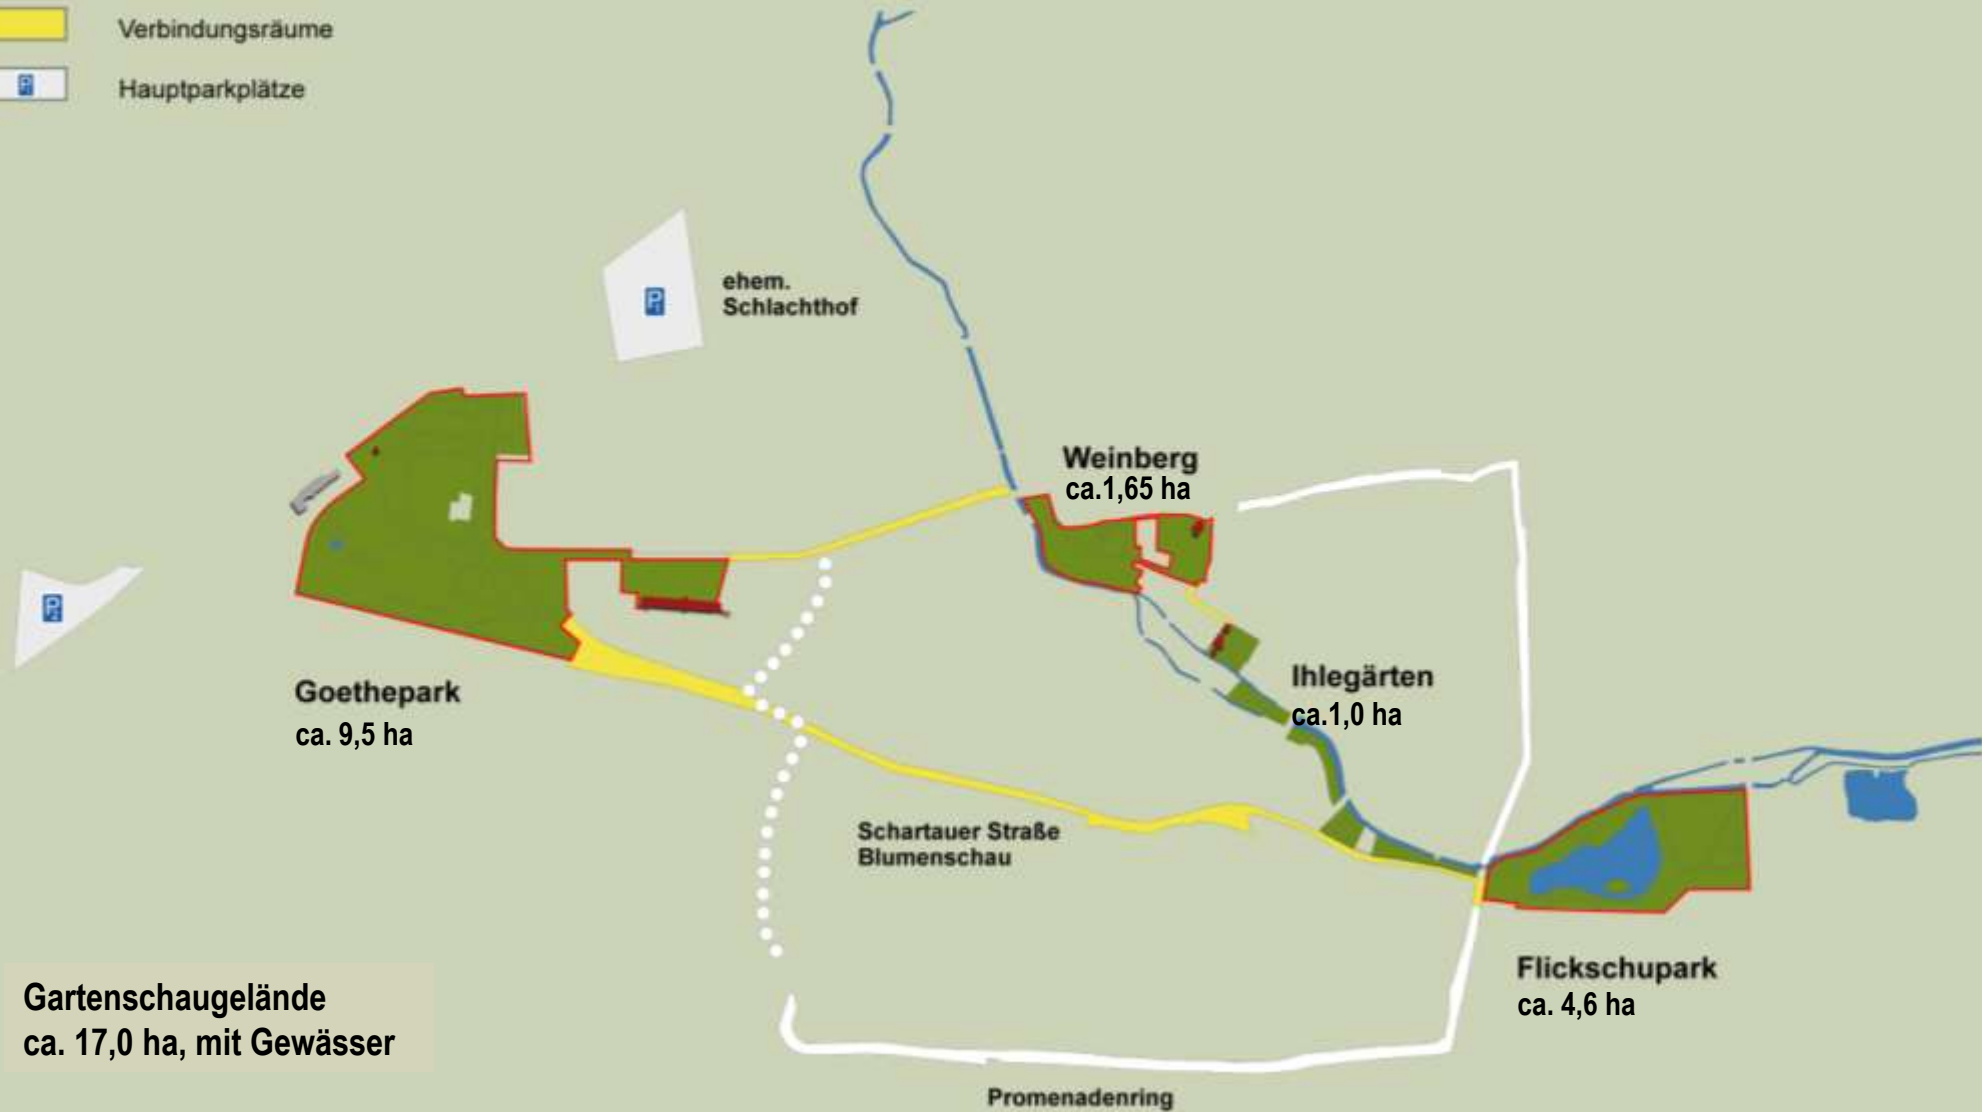 Verbindungsräume
P
Hauptparkplätze
ehem.
Schlachthof
P
Weinberg
ca.1,65 ha
P
Goethepark
ca. 9,5 ha
Ihlegärten
ca.1,0 ha
Schartauer Straße
Blumenschau
Flickschupark
ca. 4,6 ha
Gartenschaugelände
ca. 17,0 ha, mit Gewässer
Promenadenring